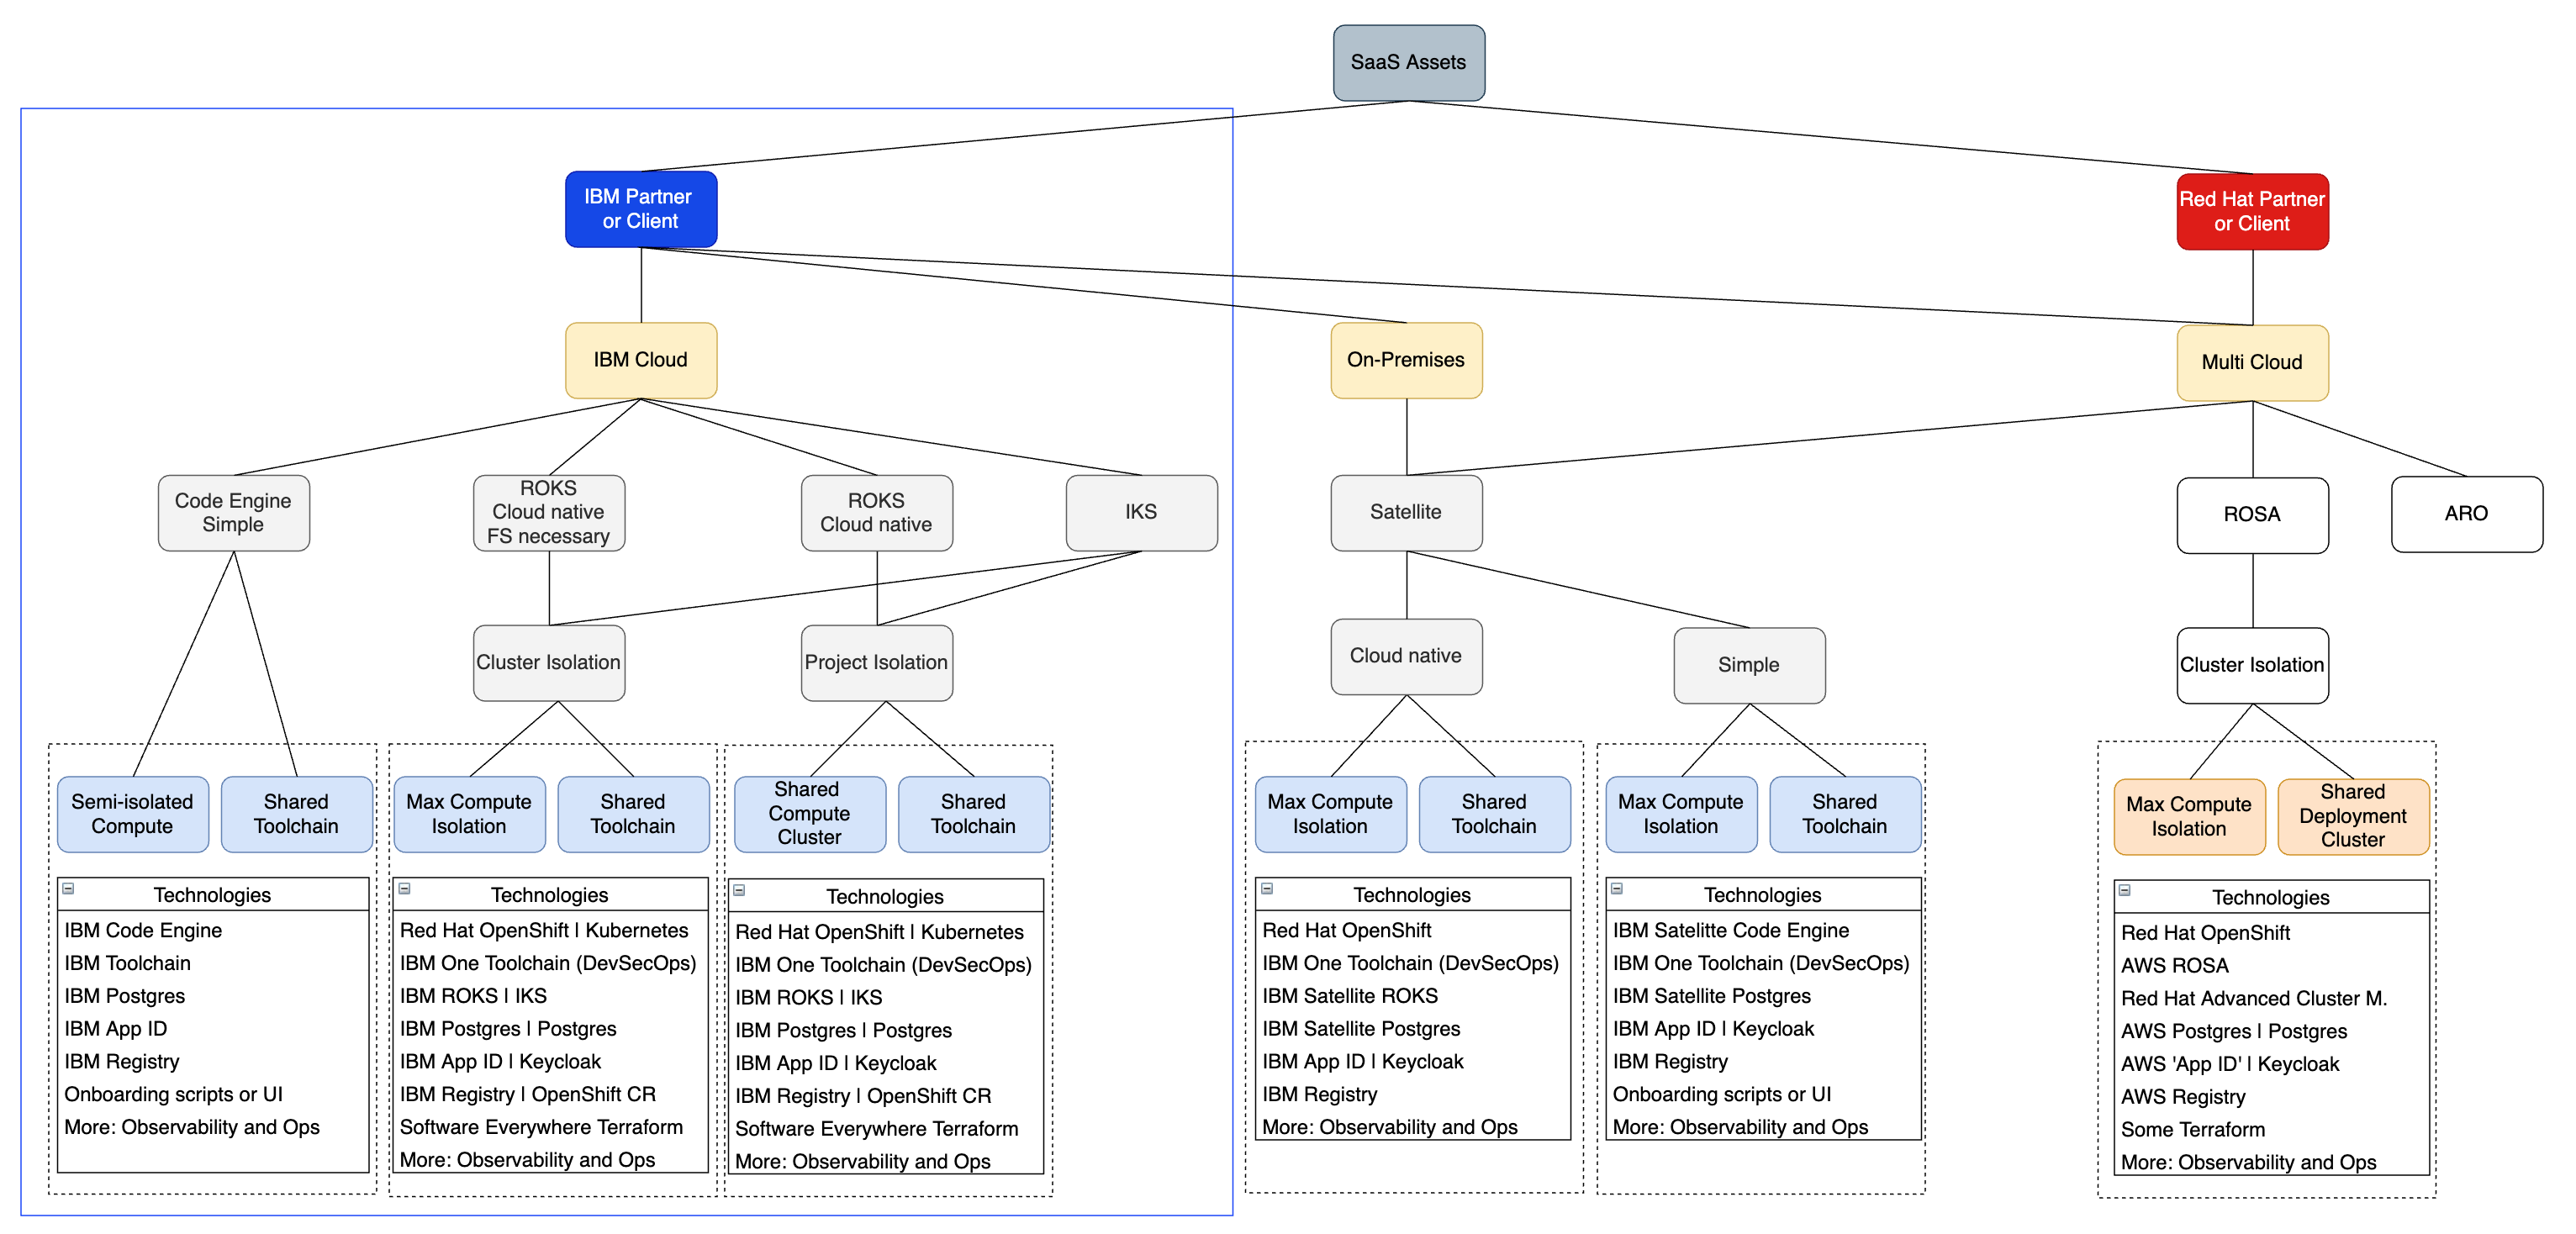 SaaS Assets
IBM Partner
or Client
Red Hat Partner
or Client
IBM Cloud
On-Premises
Multi Cloud
Code Engine
Simple
ROKS
Cloud native
FS necessary
ROKS
Cloud native
IKS
Satellite
ROSA
ARO
Cluster Isolation
Project Isolation
Cloud native
Simple
Cluster Isolation
Semi-isolated
Compute
Shared
Toolchain
Max Compute
Isolation
Shared
Toolchain
Shared
Compute
Cluster
Shared
Toolchain
Max Compute
Isolation
Shared
Toolchain
Max Compute
Isolation
Shared
Toolchain
Max Compute
Isolation
Shared
Deployment
Cluster
Technologies
IBM Code Engine
IBM Toolchain
IBM Postgres
IBM App ID
IBM Registry
Onboarding scripts or UI
More: Observability and Ops
Technologies
Red Hat OpenShift | Kubernetes
IBM One Toolchain (DevSecOps)
IBM ROKS | IKS
IBM Postgres | Postgres
IBM App ID | Keycloak
IBM Registry | OpenShift CR
Software Everywhere Terraform
More: Observability and Ops
Technologies
Red Hat OpenShift | Kubernetes
IBM One Toolchain (DevSecOps)
IBM ROKS | IKS
IBM Postgres | Postgres
IBM App ID | Keycloak
IBM Registry | OpenShift CR
Software Everywhere Terraform
More: Observability and Ops
Technologies
Red Hat OpenShift
IBM One Toolchain (DevSecOps)
IBM Satellite ROKS
IBM Satellite Postgres
IBM App ID | Keycloak
IBM Registry
More: Observability and Ops
Technologies
IBM Satelitte Code Engine
IBM One Toolchain (DevSecOps)
IBM Satellite Postgres
IBM App ID | Keycloak
IBM Registry
Onboarding scripts or UI
More: Observability and Ops
Technologies
Red Hat OpenShift
AWS ROSA
Red Hat Advanced Cluster M.
AWS Postgres | Postgres
AWS 'App ID' | Keycloak
AWS Registry
Some Terraform
More: Observability and Ops